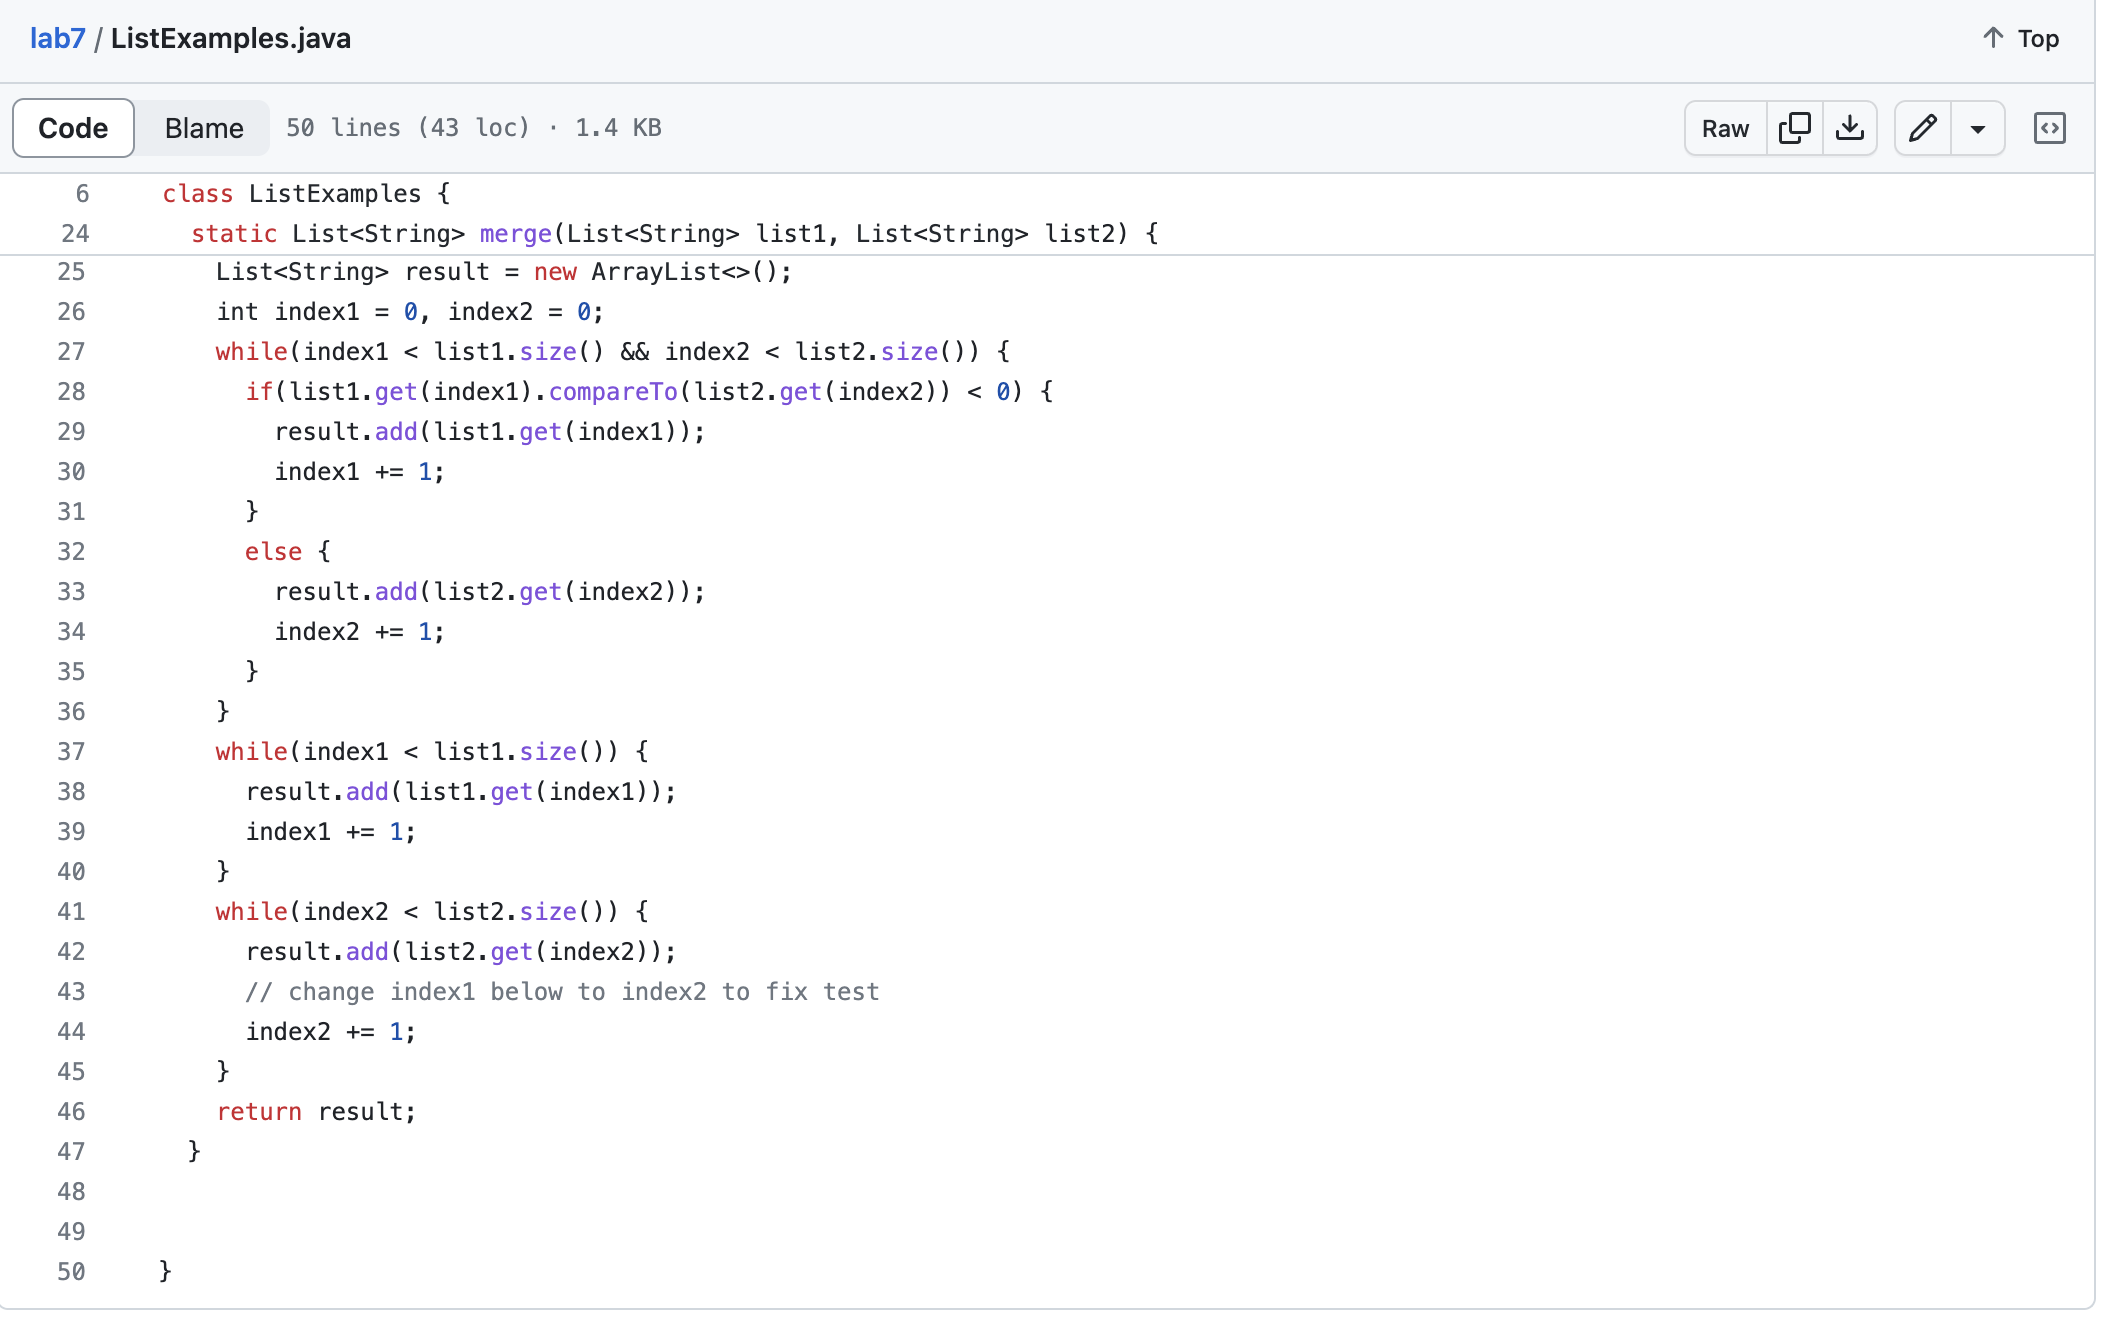 lab7 / ListExamples.java
Top
Code Blame 50 lines (43 loc) · 1.4 KB Raw
6 class ListExamples {
24 static List<String> merge(List<String> list1, List<String> list2) {
25 List<String> result = new ArrayList<>();
26 int index1 = 0, index2 = 0;
27 while(index1 < list1.size() && index2 < list2.size()) {
28 if(list1.get(index1).compareTo(list2.get(index2)) < 0) {
29 result.add(list1.get(index1));
30 index1 += 1;
31 }
32 else {
33 result.add(list2.get(index2));
34 index2 += 1;
35 }
36 }
37 while(index1 < list1.size()) {
38 result.add(list1.get(index1));
39 index1 += 1;
40 }
41 while(index2 < list2.size()) {
42 result.add(list2.get(index2));
43 // change index1 below to index2 to fix test
44 index2 += 1;
45 }
46 return result;
47 }
48
49
50 }